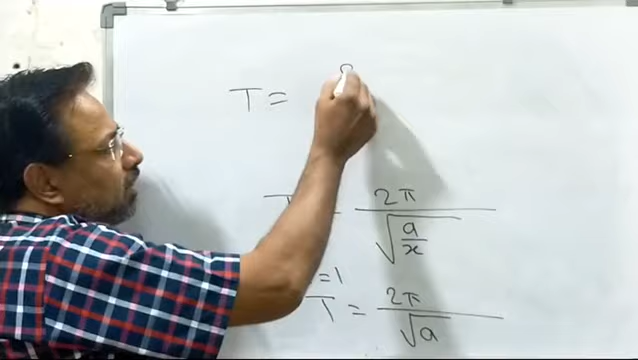 T =
T = 2π / √(a/x)
= 1
T = 2π / √a